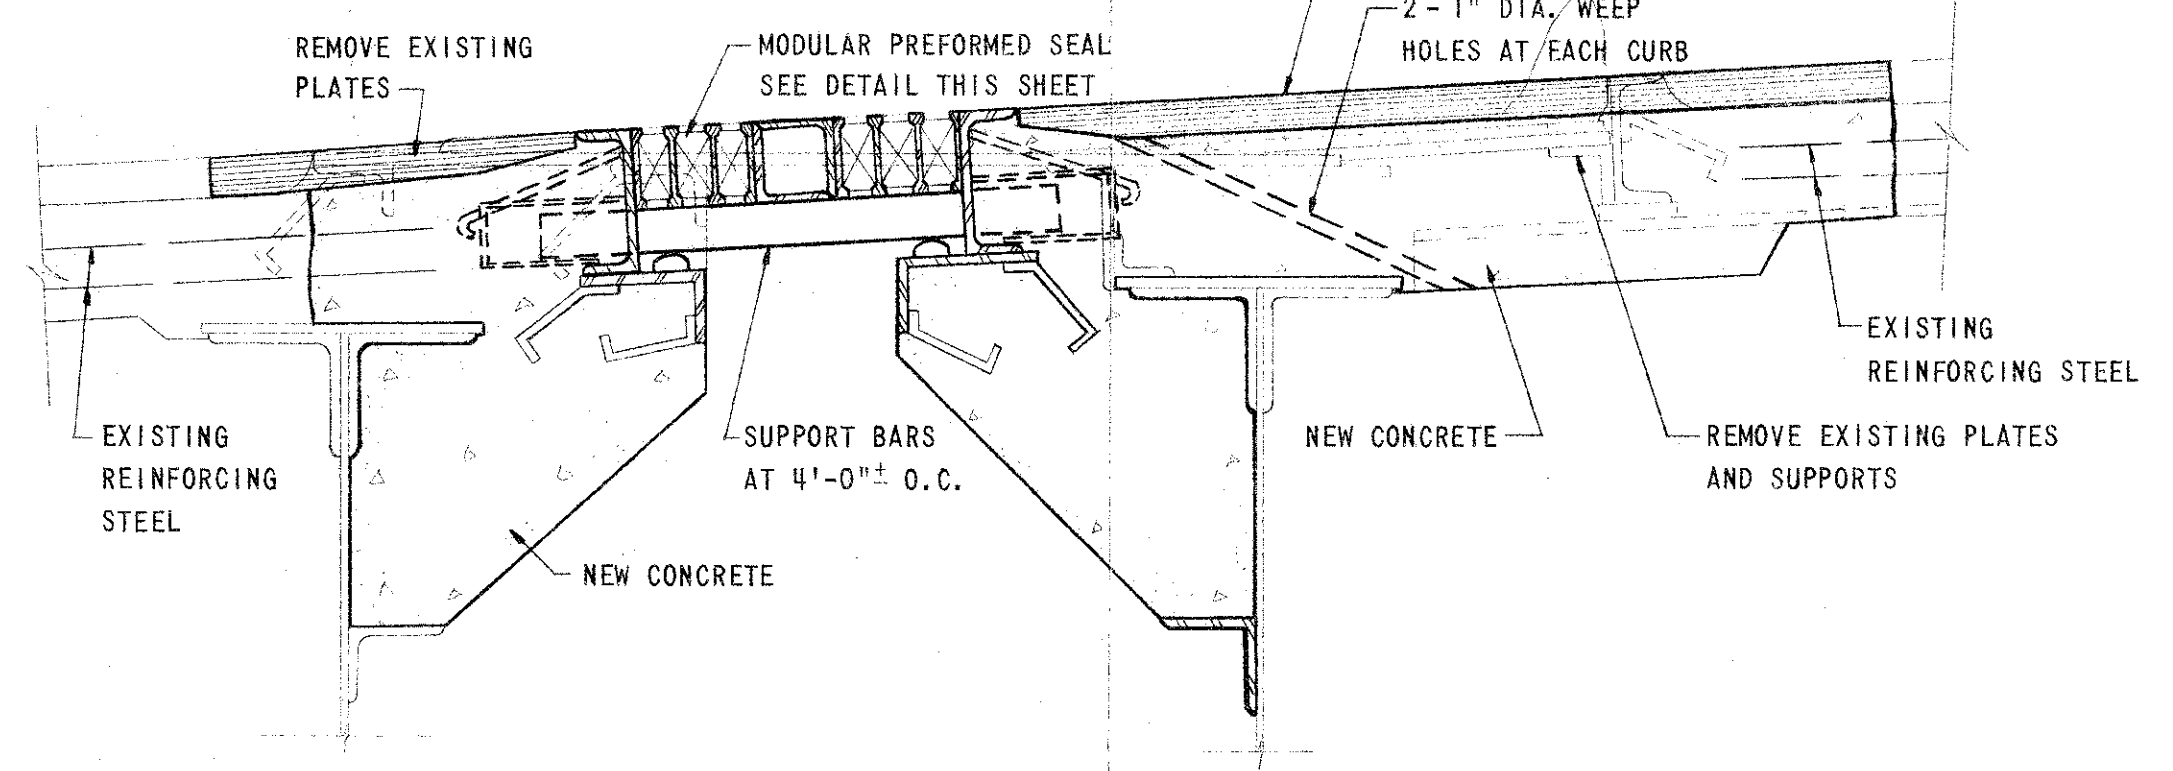 2 - 1" DIA. WEEP
HOLES AT EACH CURB
REMOVE EXISTING
PLATES
MODULAR PREFORMED SEAL
SEE DETAIL THIS SHEET
EXISTING
REINFORCING STEEL
EXISTING
REINFORCING
STEEL
SUPPORT BARS
AT 4'-0"± O.C.
NEW CONCRETE
REMOVE EXISTING PLATES
AND SUPPORTS
NEW CONCRETE